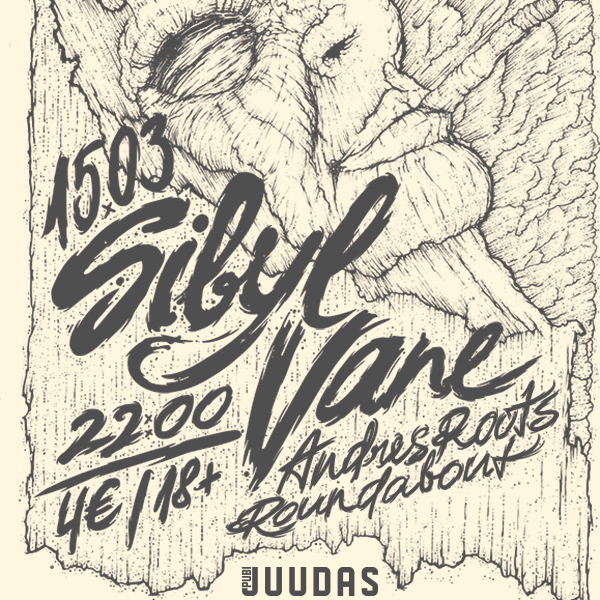 15.03
Sibyl
Vane
22:00
4€/18+
Andres Roots
Roundabout
PUBI JUUDAS